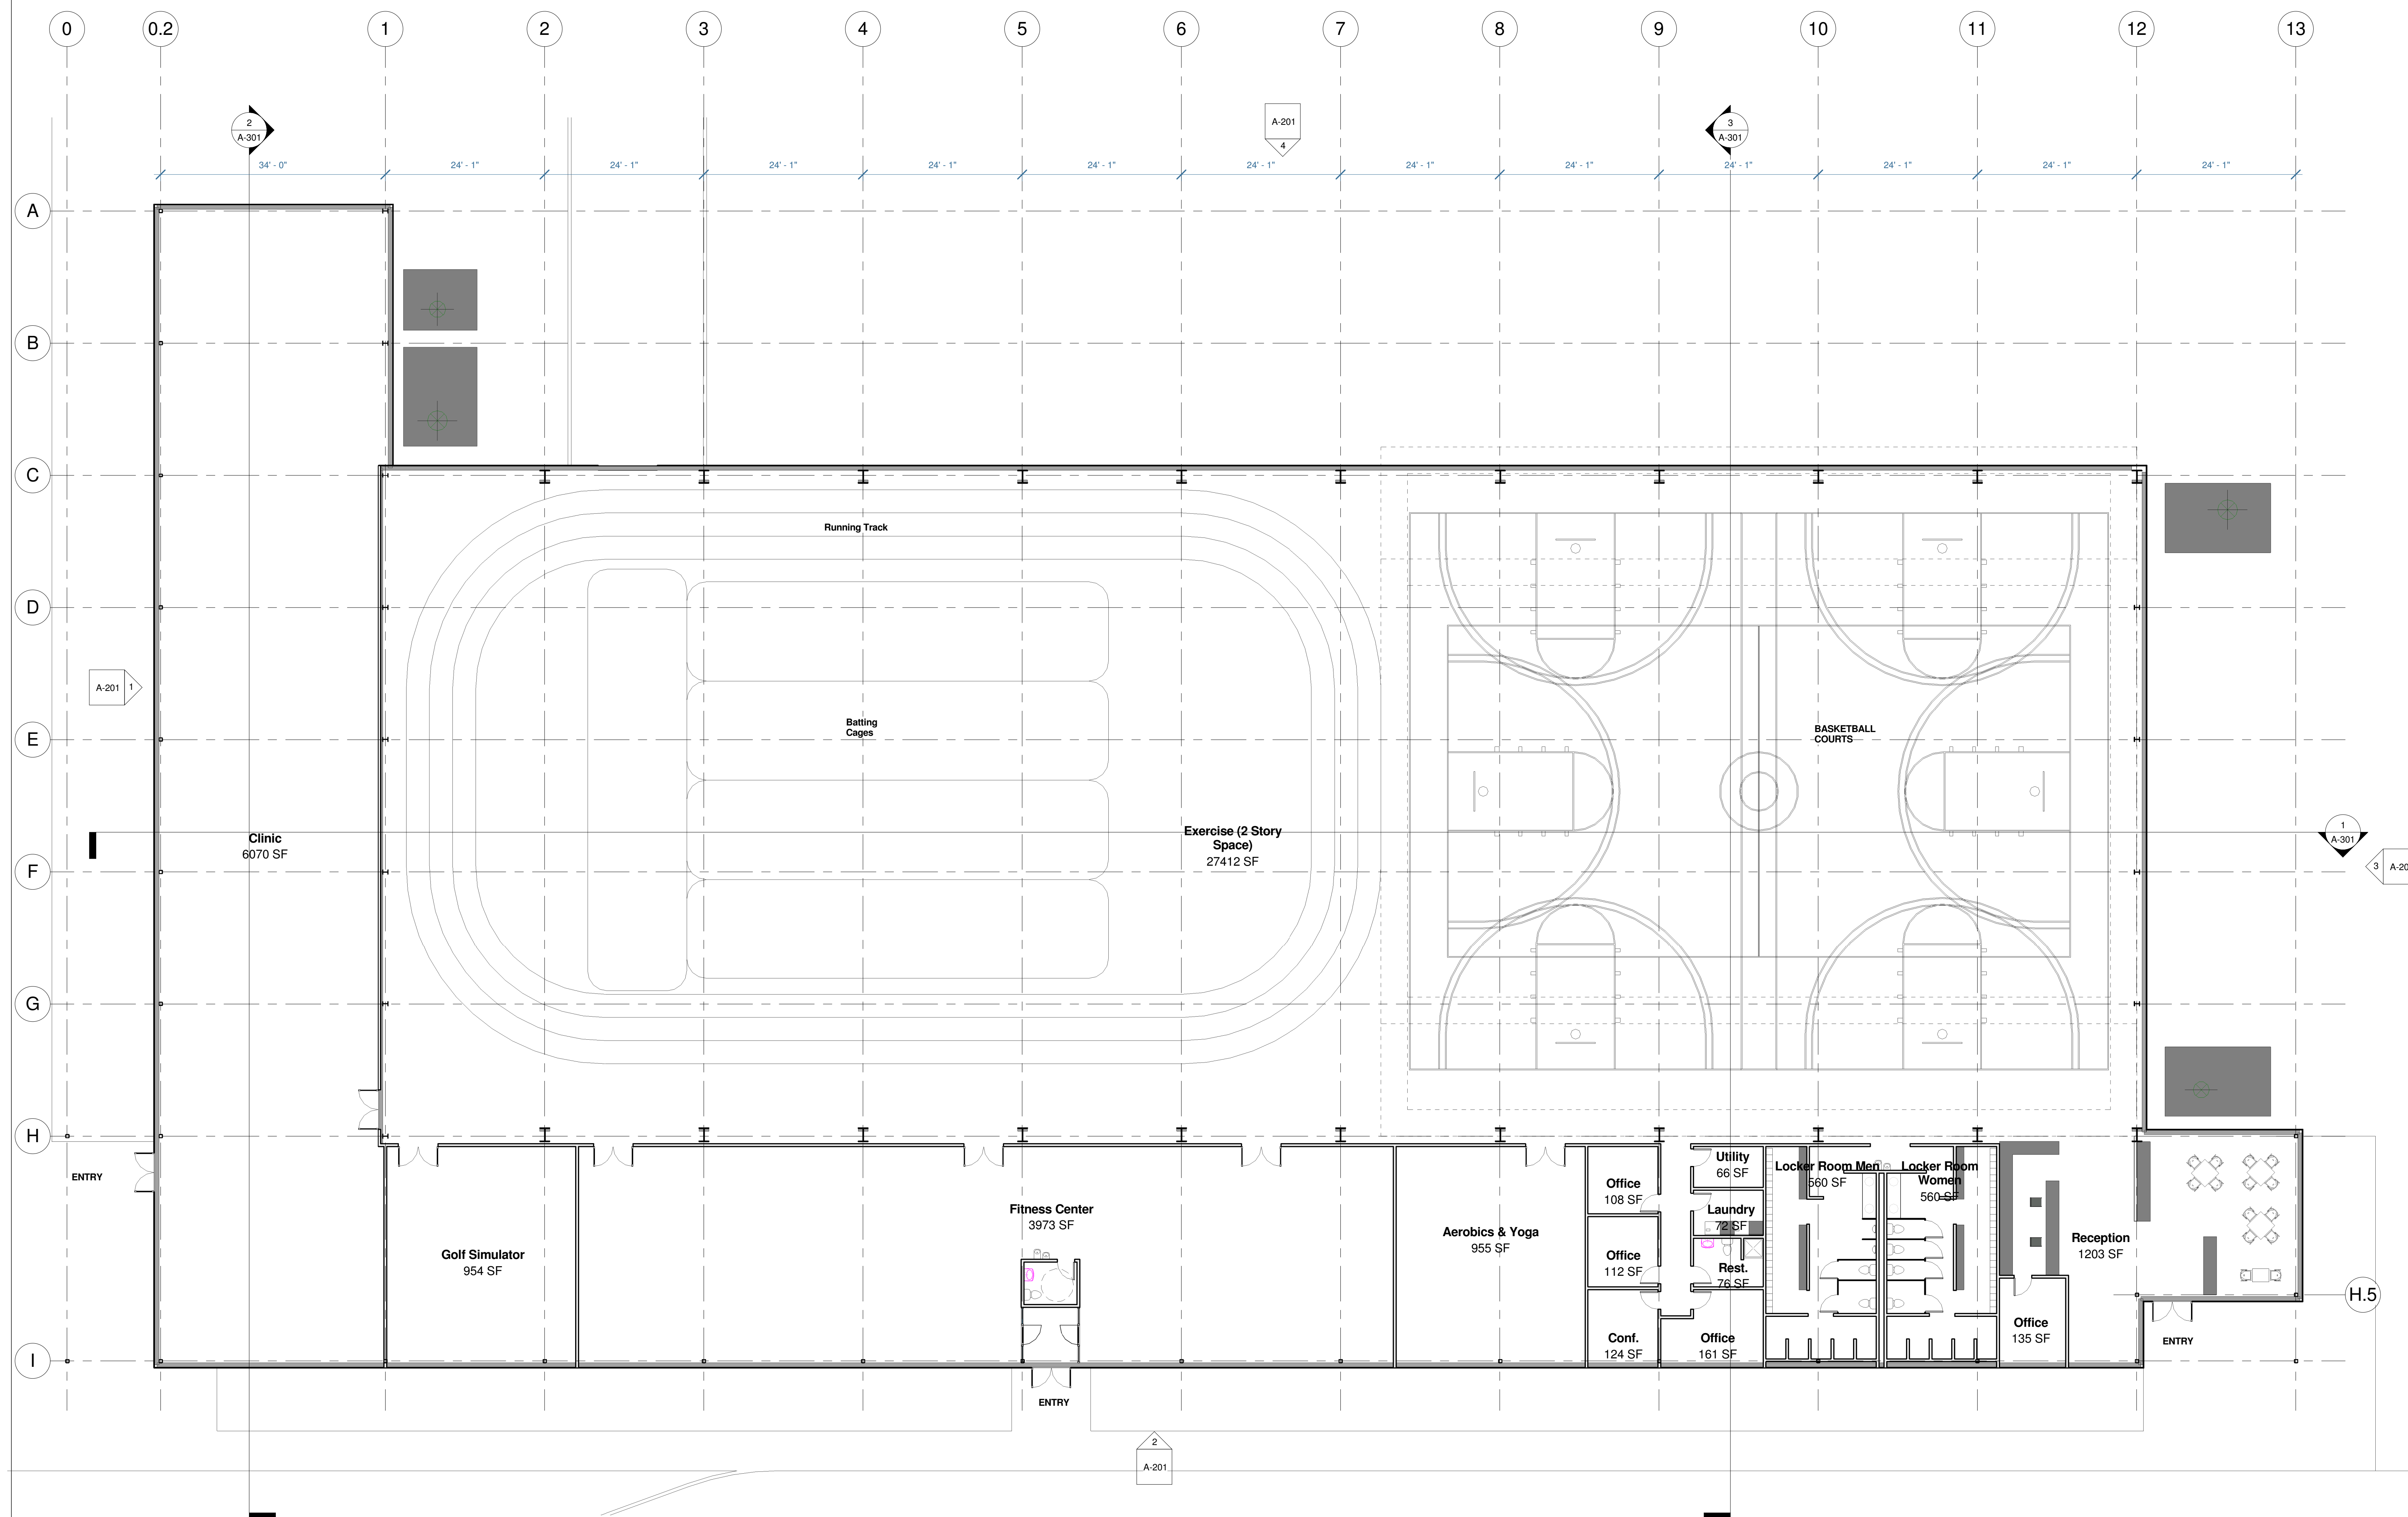 0 0.2 1 2 3 4 5 6 7 8 9 10 11 12 13
2
A-301
A-201
4
3
A-301
34' - 0" 24' - 1" 24' - 1" 24' - 1" 24' - 1" 24' - 1" 24' - 1" 24' - 1" 24' - 1" 24' - 1" 24' - 1" 24' - 1" 24' - 1"
A
B
C
Running Track
D
A-201 1
Batting
Cages
BASKETBALL
COURTS
E
Clinic
6070 SF
Exercise (2 Story
Space)
27412 SF
1
A-301
F
3 A-20
G
H
ENTRY
Golf Simulator
954 SF
Fitness Center
3973 SF
Aerobics & Yoga
955 SF
Office
108 SF
Office
112 SF
Conf.
124 SF
Utility
66 SF
Laundry
72 SF
Rest.
76 SF
Office
161 SF
Locker Room Men
560 SF
Locker Room
Women
560 SF
Reception
1203 SF
Office
135 SF
H.5
ENTRY
I
ENTRY
2
A-201